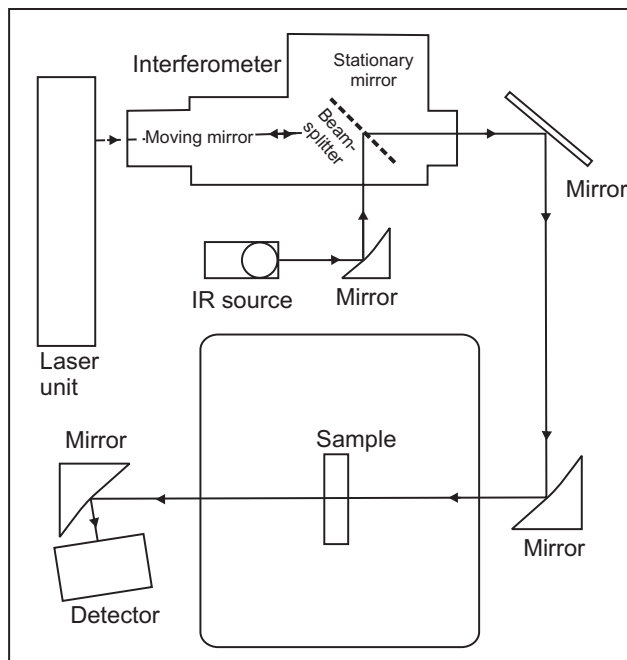 Interferometer
Stationary
mirror
Moving mirror
Beam-
splitter
Mirror
IR source
Mirror
Laser
unit
Mirror
Sample
Mirror
Detector